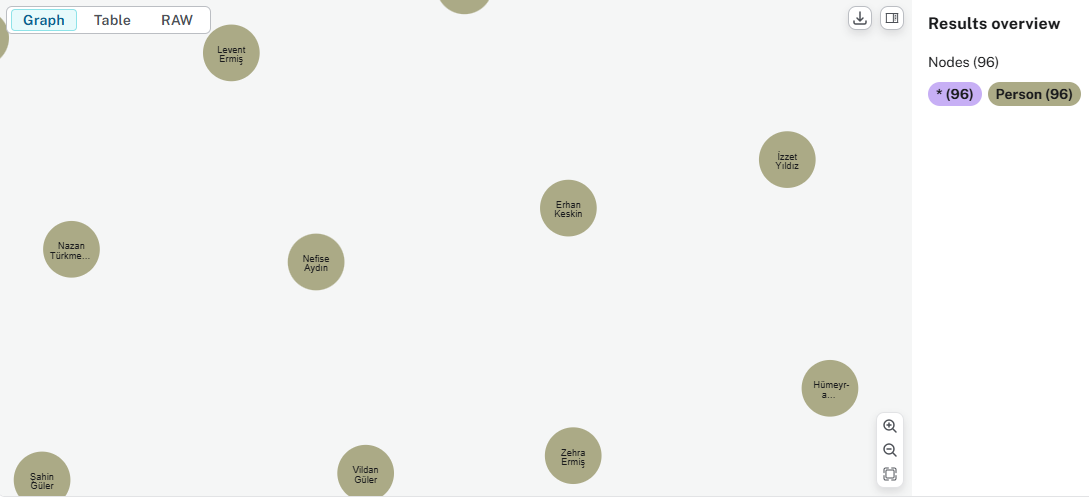 Graph Table RAW
Results overview
Nodes (96)
* (96) Person (96)
Levent
Ermiş
İzzet
Yıldız
Erhan
Keskin
Nazan
Türkme...
Nefise
Aydın
Hümeyr-
a...
Zehra
Ermiş
Vildan
Güler
Şahin
Güler